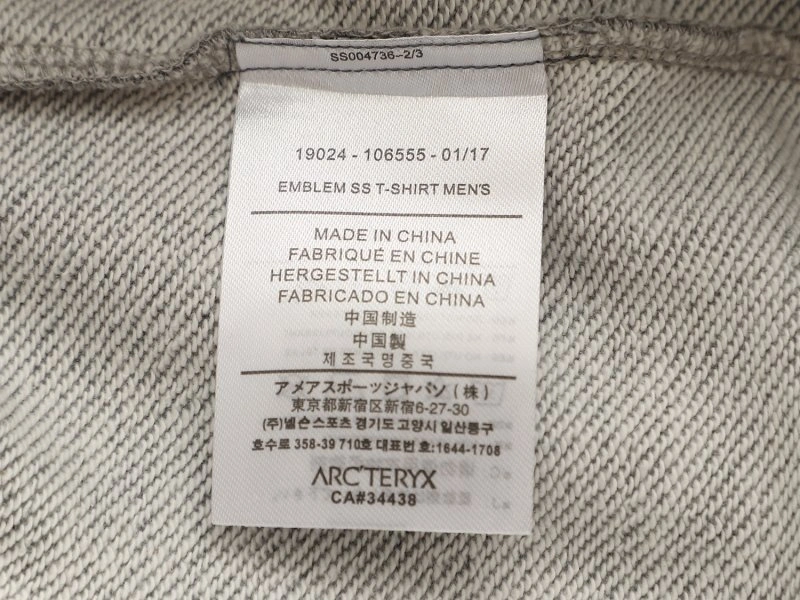 SS004736-2/3
19024 - 106555 - 01/17
EMBLEM SS T-SHIRT MEN'S
MADE IN CHINA
FABRIQUÉ EN CHINE
HERGESTELLT IN CHINA
FABRICADO EN CHINA
中国制造
中国製
제조국명중국
アメアスポーツジャパソ(株)
東京都新宿区新宿6-27-30
(주)넬슨스포츠 경기도 고양시 일산동구
호수로 358-39 710호 대표 번호:1644-1708
ARC'TERYX
CA#34438